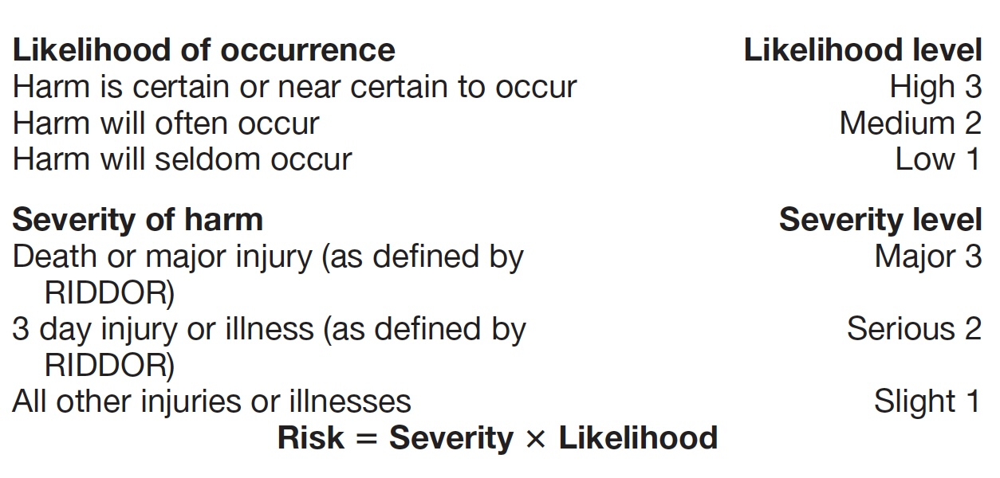 Likelihood of occurrence Likelihood level
Harm is certain or near certain to occur High 3
Harm will often occur Medium 2
Harm will seldom occur Low 1
Severity of harm Severity level
Death or major injury (as defined by Major 3
RIDDOR)
3 day injury or illness (as defined by Serious 2
RIDDOR)
All other injuries or illnesses Slight 1
Risk = Severity × Likelihood